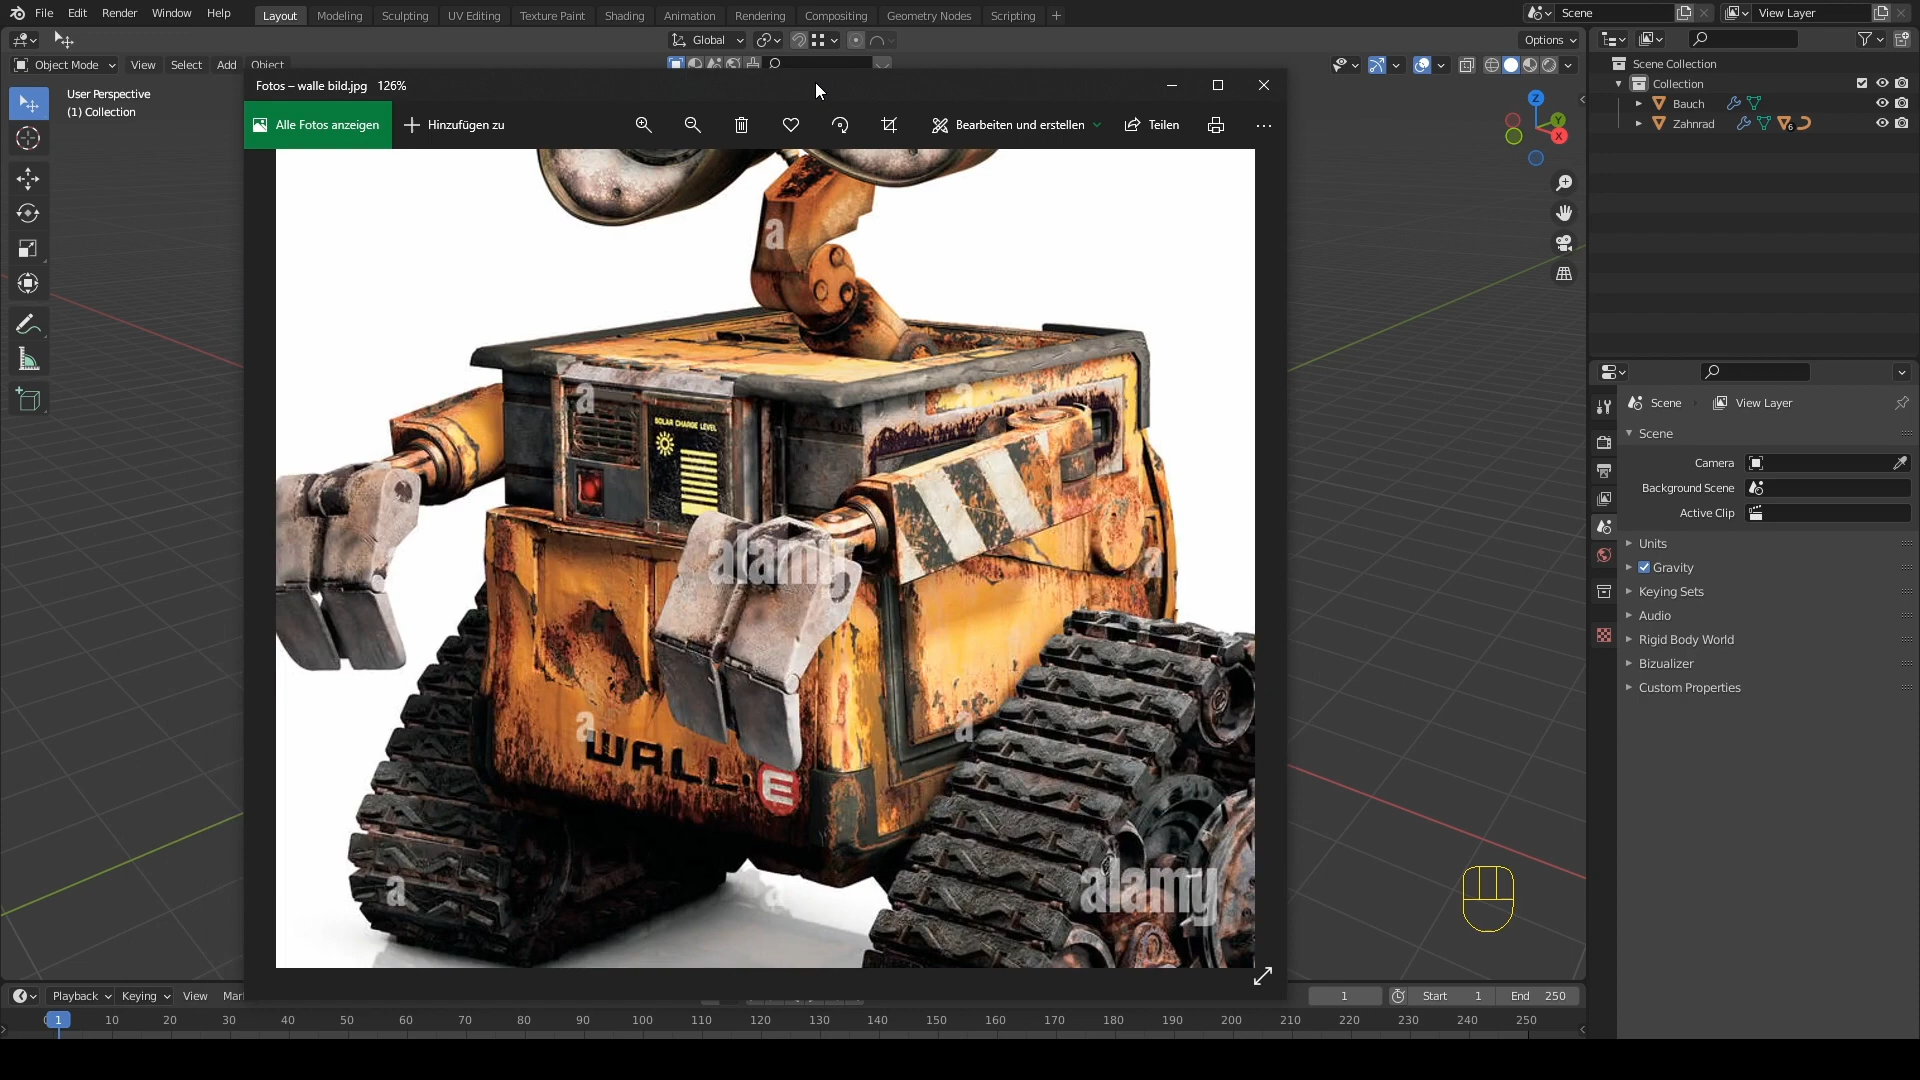 File Edit Render Window Help Layout Modeling Sculpting UV Editing Texture Paint Shading Animation Rendering Compositing Geometry Nodes Scripting + Scene View Layer
Global Options
Object Mode View Select Add Object
User Perspective
(1) Collection
Fotos – walle bild.jpg 126%
Alle Fotos anzeigen + Hinzufügen zu Bearbeiten und erstellen Teilen
Z
Y
X
a
a
a
SOLAR CHARGE LEVEL
alamy
a
a
a
WALL
E
a
a
alamy
Scene Collection
Collection
Bauch
Zahnrad 6
Scene View Layer
Scene
Camera
Background Scene
Active Clip
Units
Gravity
Keying Sets
Audio
Rigid Body World
Bizualizer
Custom Properties
Playback Keying View Mar 1 Start 1 End 250
1 10 20 30 40 50 60 70 80 90 100 110 120 130 140 150 160 170 180 190 200 210 220 230 240 250